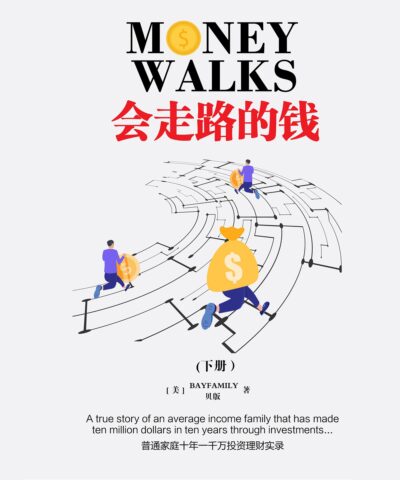 MONEY
WALKS
会走路的钱
$
$
(下册)
[美] BAYFAMILY 著
贝版
A true story of an average income family that has made
ten million dollars in ten years through investments...
普通家庭十年一千万投资理财实录